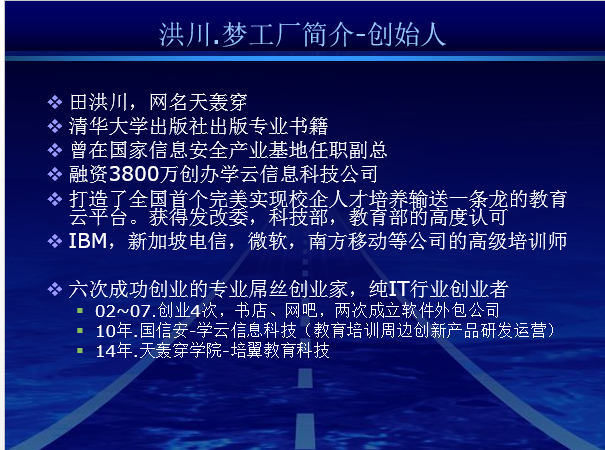 洪川.梦工厂简介-创始人
田洪川，网名天轰穿
清华大学出版社出版专业书籍
曾在国家信息安全产业基地任职副总
融资3800万创办学云信息科技公司
打造了全国首个完美实现校企人才培养输送一条龙的教育
云平台。获得发改委，科技部，教育部的高度认可
IBM，新加坡电信，微软，南方移动等公司的高级培训师
六次成功创业的专业屌丝创业家，纯IT行业创业者
02~07.创业4次，书店、网吧，两次成立软件外包公司
10年.国信安-学云信息科技（教育培训周边创新产品研发运营）
14年.天轰穿学院-培翼教育科技